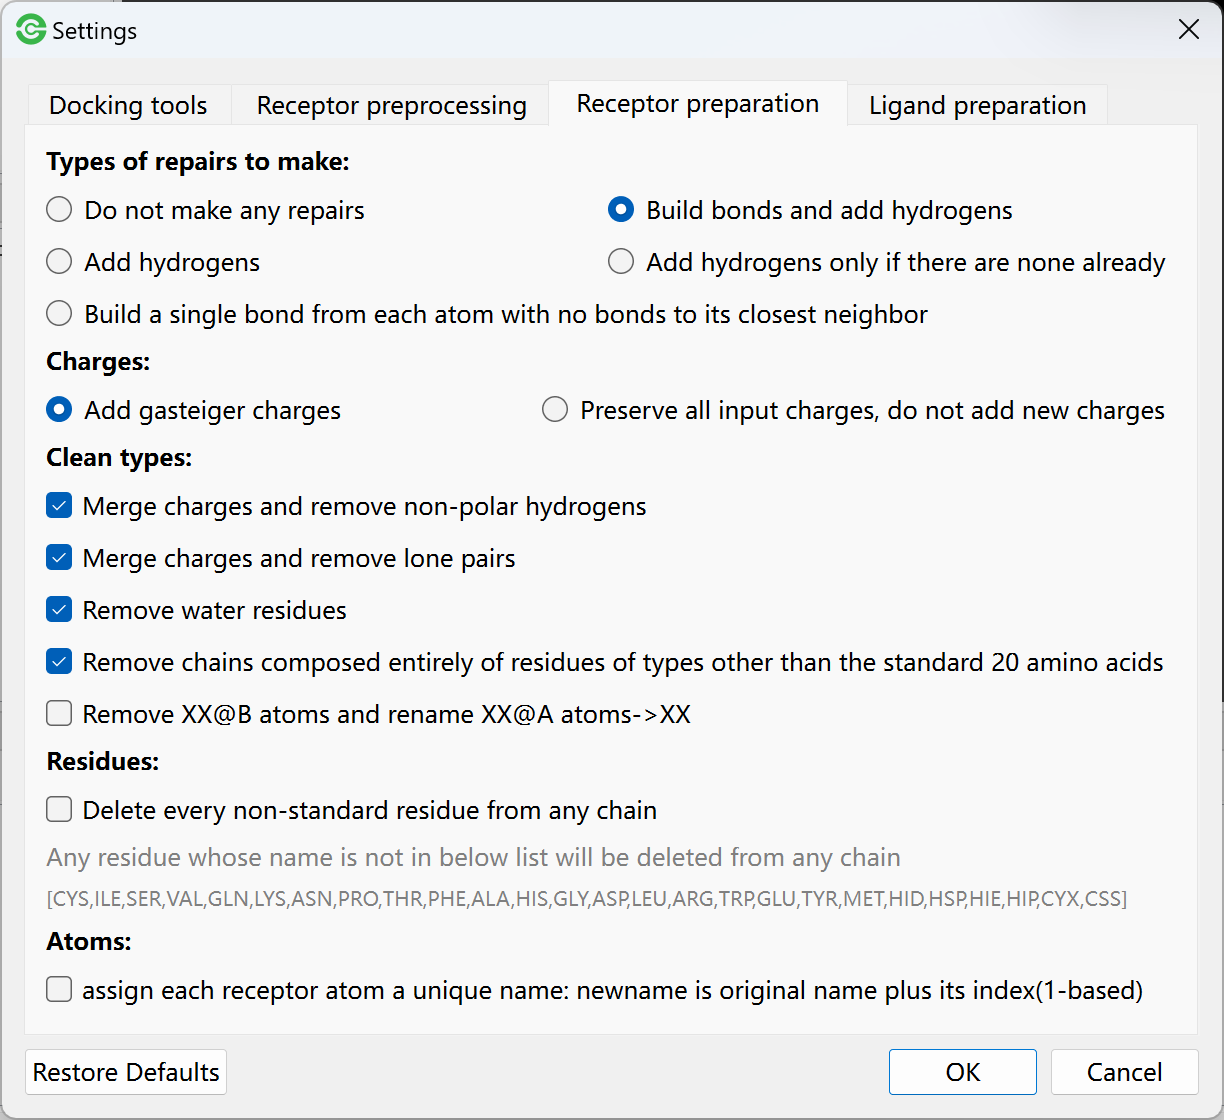 Settings
Docking tools
Receptor preprocessing
Receptor preparation
Ligand preparation
Types of repairs to make:
Do not make any repairs
Build bonds and add hydrogens
Add hydrogens
Add hydrogens only if there are none already
Build a single bond from each atom with no bonds to its closest neighbor
Charges:
Add gasteiger charges
Preserve all input charges, do not add new charges
Clean types:
Merge charges and remove non-polar hydrogens
Merge charges and remove lone pairs
Remove water residues
Remove chains composed entirely of residues of types other than the standard 20 amino acids
Remove XX@B atoms and rename XX@A atoms->XX
Residues:
Delete every non-standard residue from any chain
Any residue whose name is not in below list will be deleted from any chain
[CYS,ILE,SER,VAL,GLN,LYS,ASN,PRO,THR,PHE,ALA,HIS,GLY,ASP,LEU,ARG,TRP,GLU,TYR,MET,HID,HSP,HIE,HIP,CYX,CSS]
Atoms:
assign each receptor atom a unique name: newname is original name plus its index(1-based)
Restore Defaults
OK
Cancel